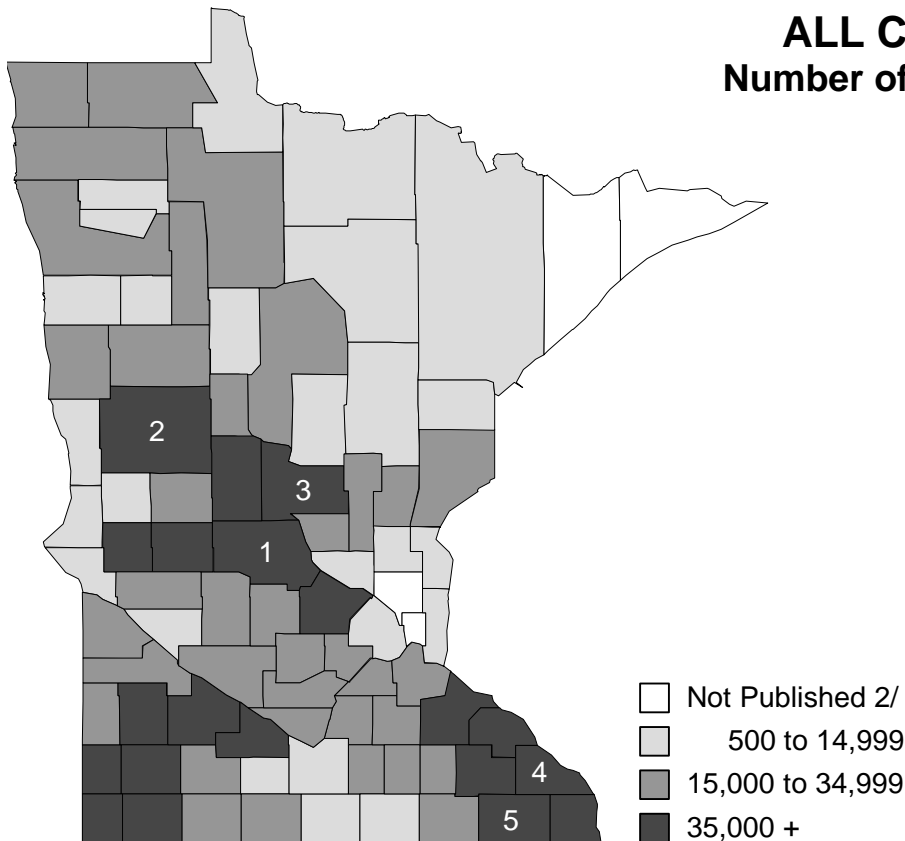 ALL C
Number of
2
3
1
Not Published 2/
500 to 14,999
15,000 to 34,999
4
5
35,000 +